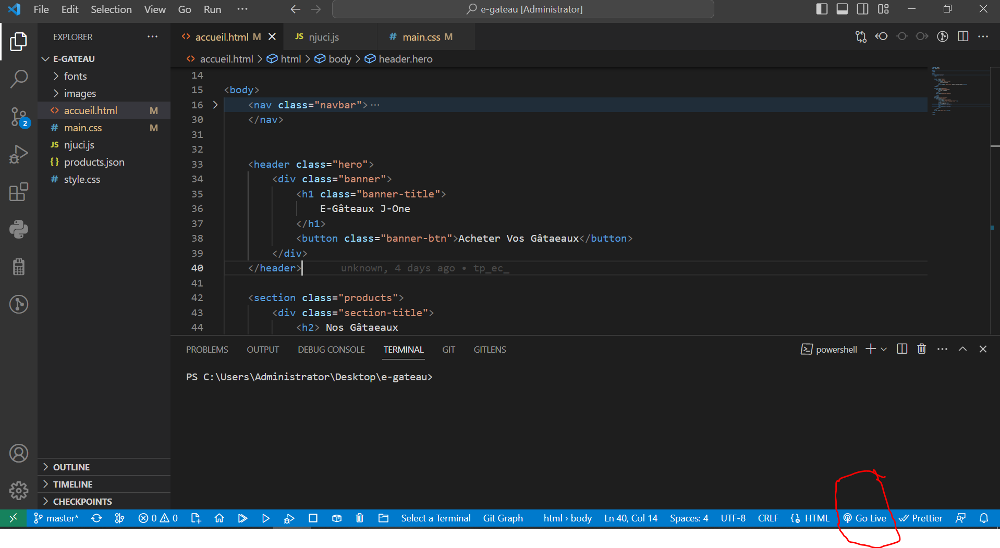 File Edit Selection View Go Run ··· e-gateau [Administrator]
EXPLORER ···
E-GATEAU
fonts
images
accueil.html M
main.css M
njuci.js
products.json
style.css
OUTLINE
TIMELINE
CHECKPOINTS
accueil.html M JS njuci.js # main.css M
accueil.html > html > body > header.hero
14
15 <body>
16 <nav class="navbar">···
30 </nav>
31
32
33 <header class="hero">
34 <div class="banner">
35 <h1 class="banner-title">
36 E-Gâteaux J-One
37 </h1>
38 <button class="banner-btn">Acheter Vos Gâtaeaux</button>
39 </div>
40 </header> unknown, 4 days ago • tp_ec_
41
42 <section class="products">
43 <div class="section-title">
44 <h2> Nos Gâtaeaux
PROBLEMS OUTPUT DEBUG CONSOLE TERMINAL GIT GITLENS powershell
PS C:\Users\Administrator\Desktop\e-gateau>
master* 0 0 Select a Terminal Git Graph html › body Ln 40, Col 14 Spaces: 4 UTF-8 CRLF HTML Go Live Prettier